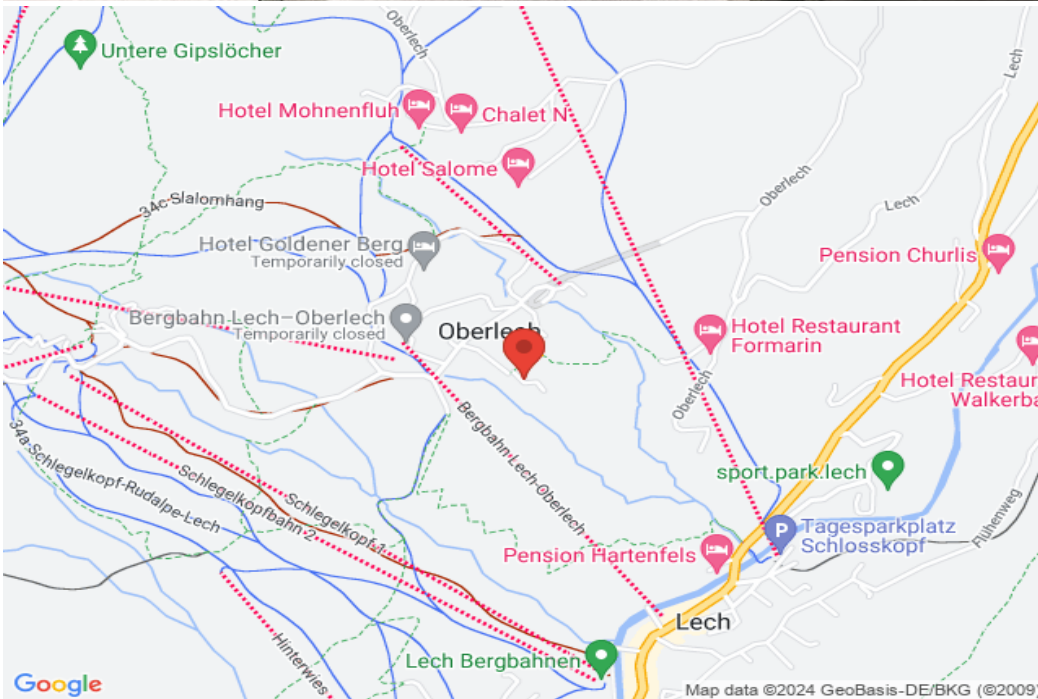 Oberlech
Lech
Untere Gipslöcher
Hotel Mohnenfluh
Chalet N
Hotel Salome
Oberlech
Lech
34c-Slalomhang
Hotel Goldener Berg
Temporarily closed
Pension Churlis
Bergbahn Lech-Oberlech
Temporarily closed
Oberlech
Hotel Restaurant
Formarin
Hotel Restaur
Walkerba
Oberlech
Bergbahn-Lech-Oberlech
34a-Schlegelkopf-Rudalpe-Lech
Schlegelkopfbahn-2
Schlegelkopf-1
sport.park.lech
Flühenweg
Tagesparkplatz
Schlosskopf
P
Pension Hartenfels
Lech
Hinterwies
Lech Bergbahnen
Google
Map data ©2024 GeoBasis-DE/BKG (©2009)